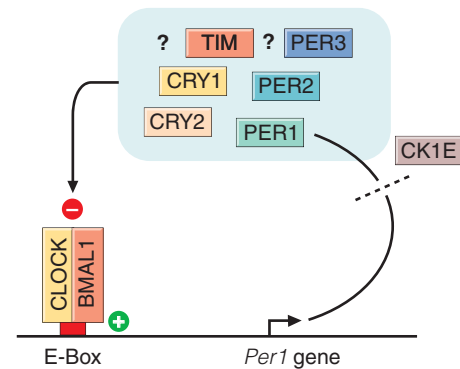 ? TIM ? PER3
CRY1 PER2
CRY2 PER1
CK1E
−
CLOCK
BMAL1
+
E-Box
Per1 gene